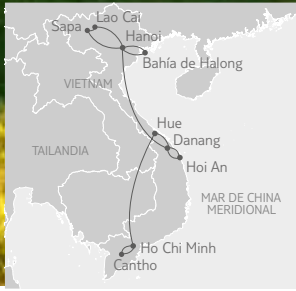 Lao Cai
Sapa
Hanoi
Bahía de Halong
VIETNAM
Hue
Danang
TAILANDIA
Hoi An
MAR DE CHINA
MERIDIONAL
Ho Chi Minh
Cantho